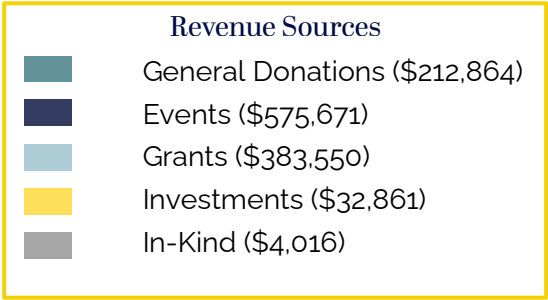 Revenue Sources
General Donations ($212,864)
Events ($575,671)
Grants ($383,550)
Investments ($32,861)
In-Kind ($4,016)